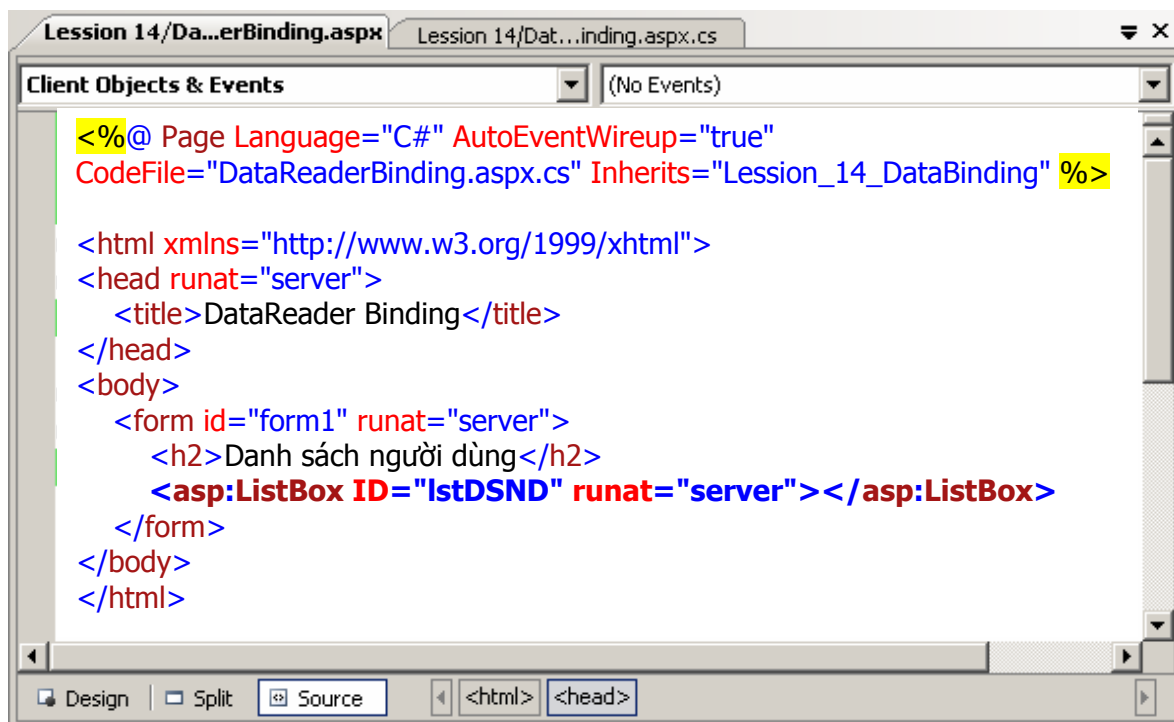 Lession 14/Da...erBinding.aspx Lession 14/Dat...inding.aspx.cs
Client Objects & Events (No Events)
<%@ Page Language="C#" AutoEventWireup="true"
CodeFile="DataReaderBinding.aspx.cs" Inherits="Lession_14_DataBinding" %>
<html xmlns="http://www.w3.org/1999/xhtml">
<head runat="server">
<title>DataReader Binding</title>
</head>
<body>
<form id="form1" runat="server">
<h2>Danh sách người dùng</h2>
<asp:ListBox ID="lstDSND" runat="server"></asp:ListBox>
</form>
</body>
</html>
Design Split Source <html> <head>